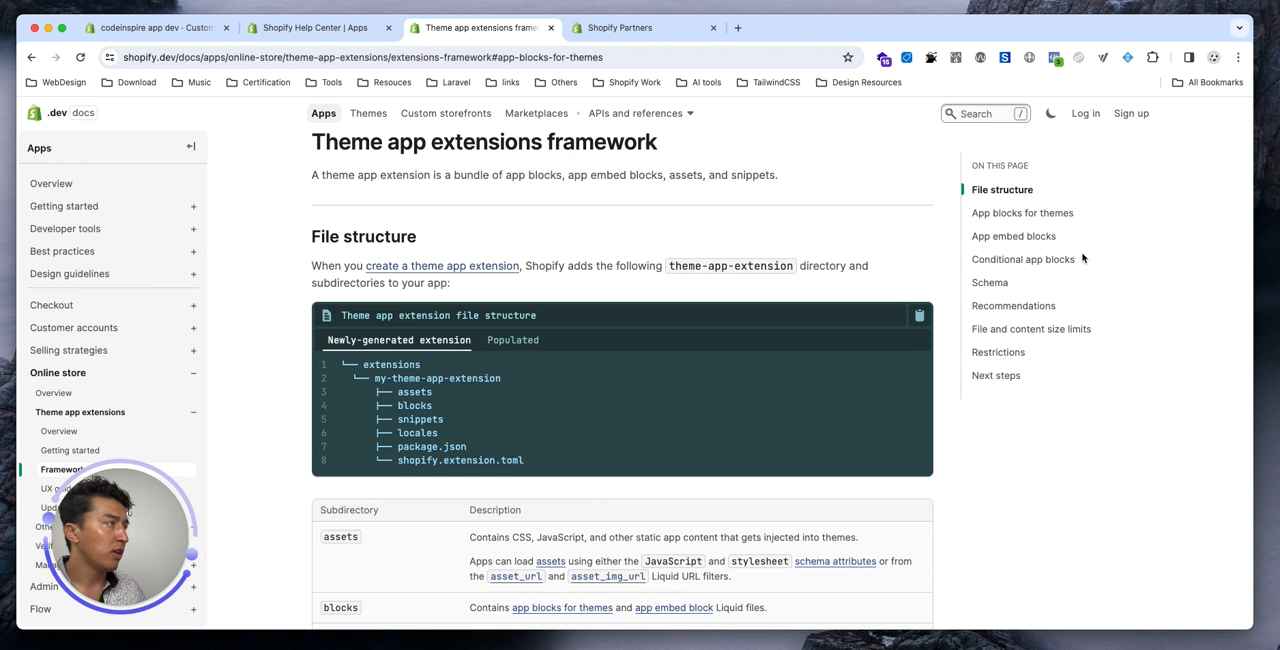 codeinspire app dev - Custom
Shopify Help Center | Apps
Theme app extensions frame
Shopify Partners
shopify.dev/docs/apps/online-store/theme-app-extensions/extensions-framework#app-blocks-for-themes
15
3
WebDesign
Download
Music
Certification
Tools
Resouces
Laravel
links
Others
Shopify Work
AI tools
TailwindCSS
Design Resources
All Bookmarks
.dev docs
Apps
Themes
Custom storefronts
Marketplaces
APIs and references
Search /
Log in
Sign up
Apps
Overview
Getting started +
Developer tools +
Best practices +
Design guidelines +
Checkout +
Customer accounts +
Selling strategies +
Online store −
Overview
Theme app extensions −
Overview
Getting started
Framework
UX
Admin +
Flow +
Theme app extensions framework
A theme app extension is a bundle of app blocks, app embed blocks, assets, and snippets.
File structure
When you create a theme app extension, Shopify adds the following theme-app-extension directory and
subdirectories to your app:
Theme app extension file structure
Newly-generated extension Populated
1 └── extensions
2 └── my-theme-app-extension
3 ├── assets
4 ├── blocks
5 ├── snippets
6 ├── locales
7 ├── package.json
8 └── shopify.extension.toml
Subdirectory Description
assets Contains CSS, JavaScript, and other static app content that gets injected into themes.
Apps can load assets using either the JavaScript and stylesheet schema attributes or from
the asset_url and asset_img_url Liquid URL filters.
blocks Contains app blocks for themes and app embed block Liquid files.
ON THIS PAGE
File structure
App blocks for themes
App embed blocks
Conditional app blocks
Schema
Recommendations
File and content size limits
Restrictions
Next steps